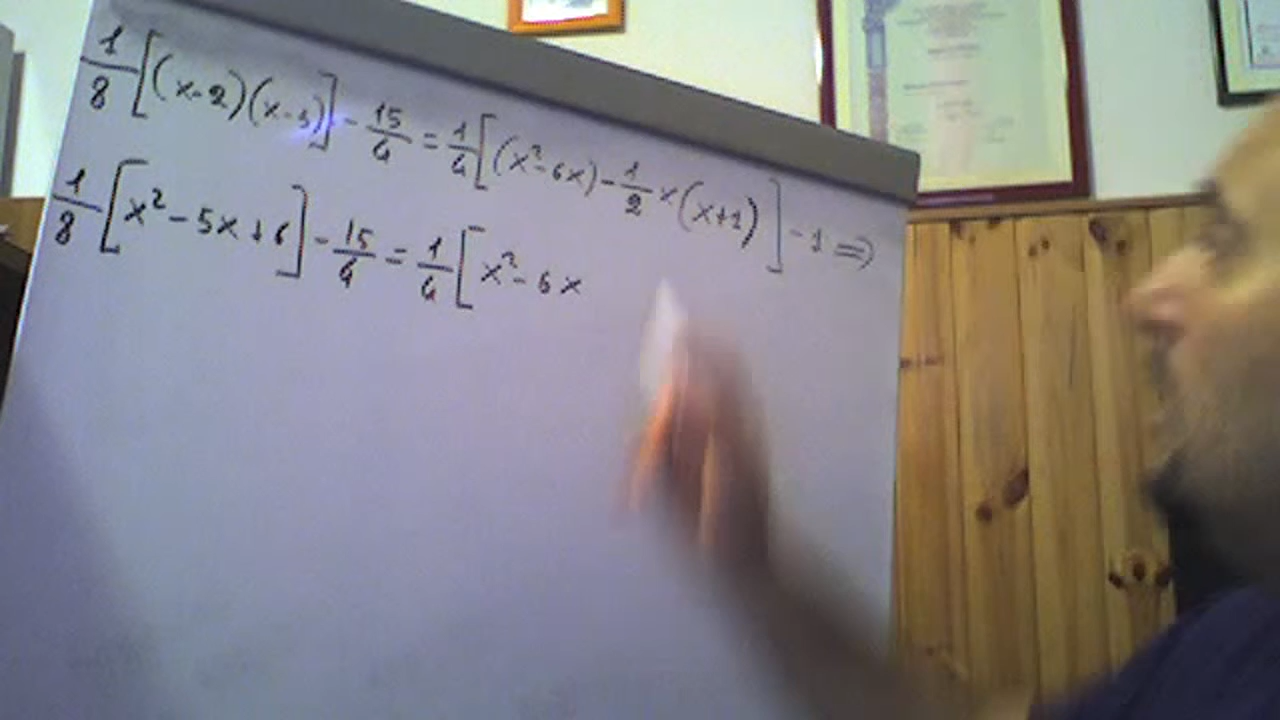 1/8 [(x-2)(x-3)] - 15/4 = 1/4 [(x²-6x) - 1/2 x(x+1)] - 1 ⇒
1/8 [x² - 5x + 6] - 15/4 = 1/4 [x² - 6x